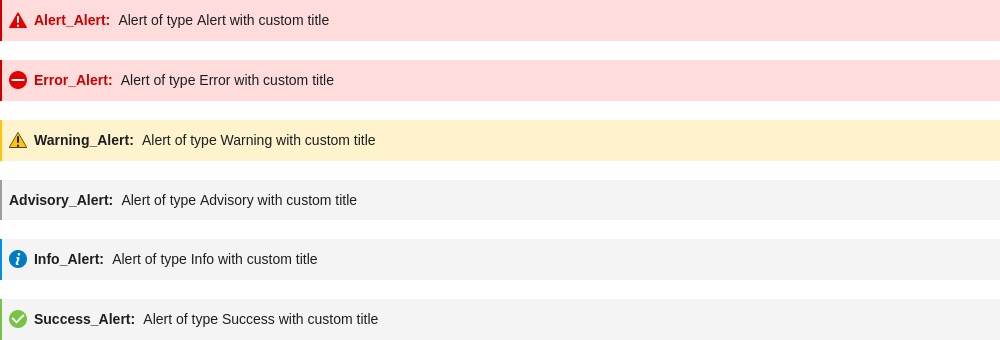 Alert_Alert: Alert of type Alert with custom title
Error_Alert: Alert of type Error with custom title
Warning_Alert: Alert of type Warning with custom title
Advisory_Alert: Alert of type Advisory with custom title
Info_Alert: Alert of type Info with custom title
Success_Alert: Alert of type Success with custom title